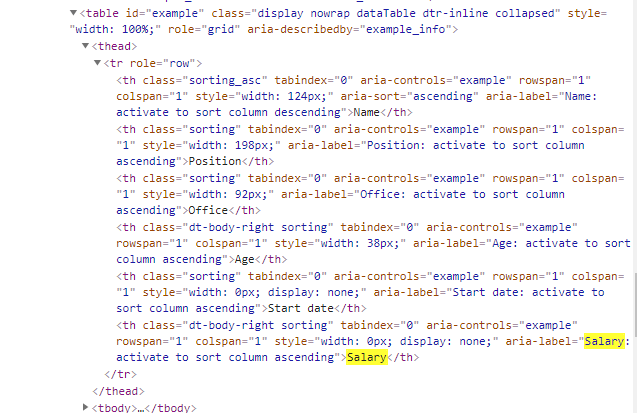 ▼<table id="example" class="display nowrap dataTable dtr-inline collapsed" style=
"width: 100%;" role="grid" aria-describedby="example_info">
▼<thead>
▼<tr role="row">
<th class="sorting_asc" tabindex="0" aria-controls="example" rowspan="1"
colspan="1" style="width: 124px;" aria-sort="ascending" aria-label="Name:
activate to sort column descending">Name</th>
<th class="sorting" tabindex="0" aria-controls="example" rowspan="1" colspan=
"1" style="width: 198px;" aria-label="Position: activate to sort column
ascending">Position</th>
<th class="sorting" tabindex="0" aria-controls="example" rowspan="1" colspan=
"1" style="width: 92px;" aria-label="Office: activate to sort column
ascending">Office</th>
<th class="dt-body-right sorting" tabindex="0" aria-controls="example"
rowspan="1" colspan="1" style="width: 38px;" aria-label="Age: activate to sort
column ascending">Age</th>
<th class="sorting" tabindex="0" aria-controls="example" rowspan="1" colspan=
"1" style="width: 0px; display: none;" aria-label="Start date: activate to
sort column ascending">Start date</th>
<th class="dt-body-right sorting" tabindex="0" aria-controls="example"
rowspan="1" colspan="1" style="width: 0px; display: none;" aria-label="Salary:
activate to sort column ascending">Salary</th>
</tr>
</thead>
▶<tbody>…</tbody>